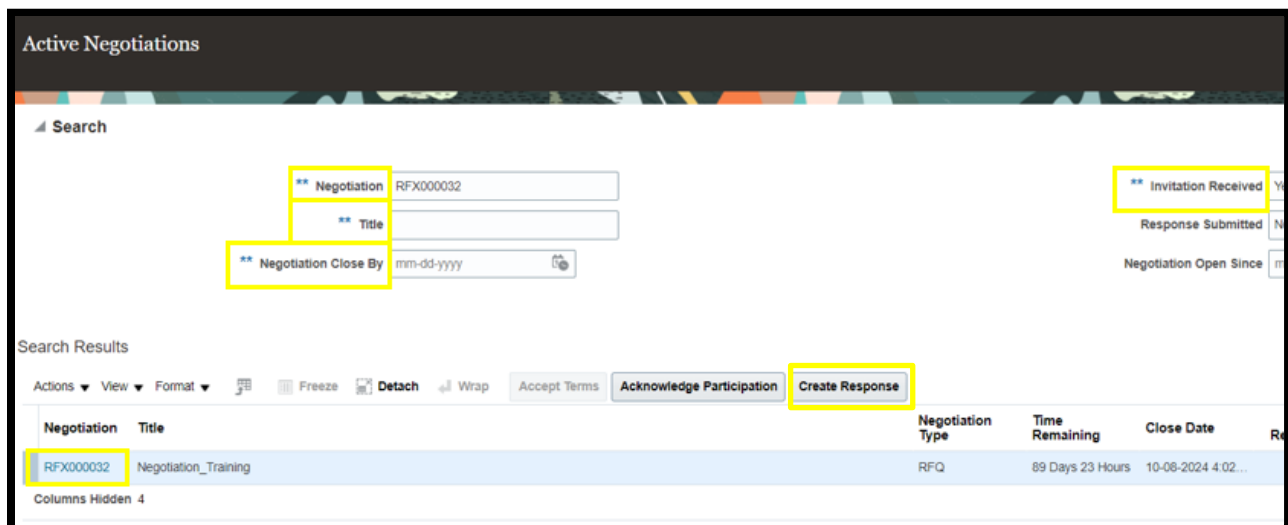 Active Negotiations
Search
** Negotiation RFX000032 ** Invitation Received
** Title Response Submitted
** Negotiation Close By mm-dd-yyyy Negotiation Open Since
Search Results
Actions View Format Freeze Detach Wrap Accept Terms Acknowledge Participation Create Response
Negotiation Title Negotiation Type Time Remaining Close Date
RFX000032 Negotiation_Training RFQ 89 Days 23 Hours 10-08-2024 4:02...
Columns Hidden 4